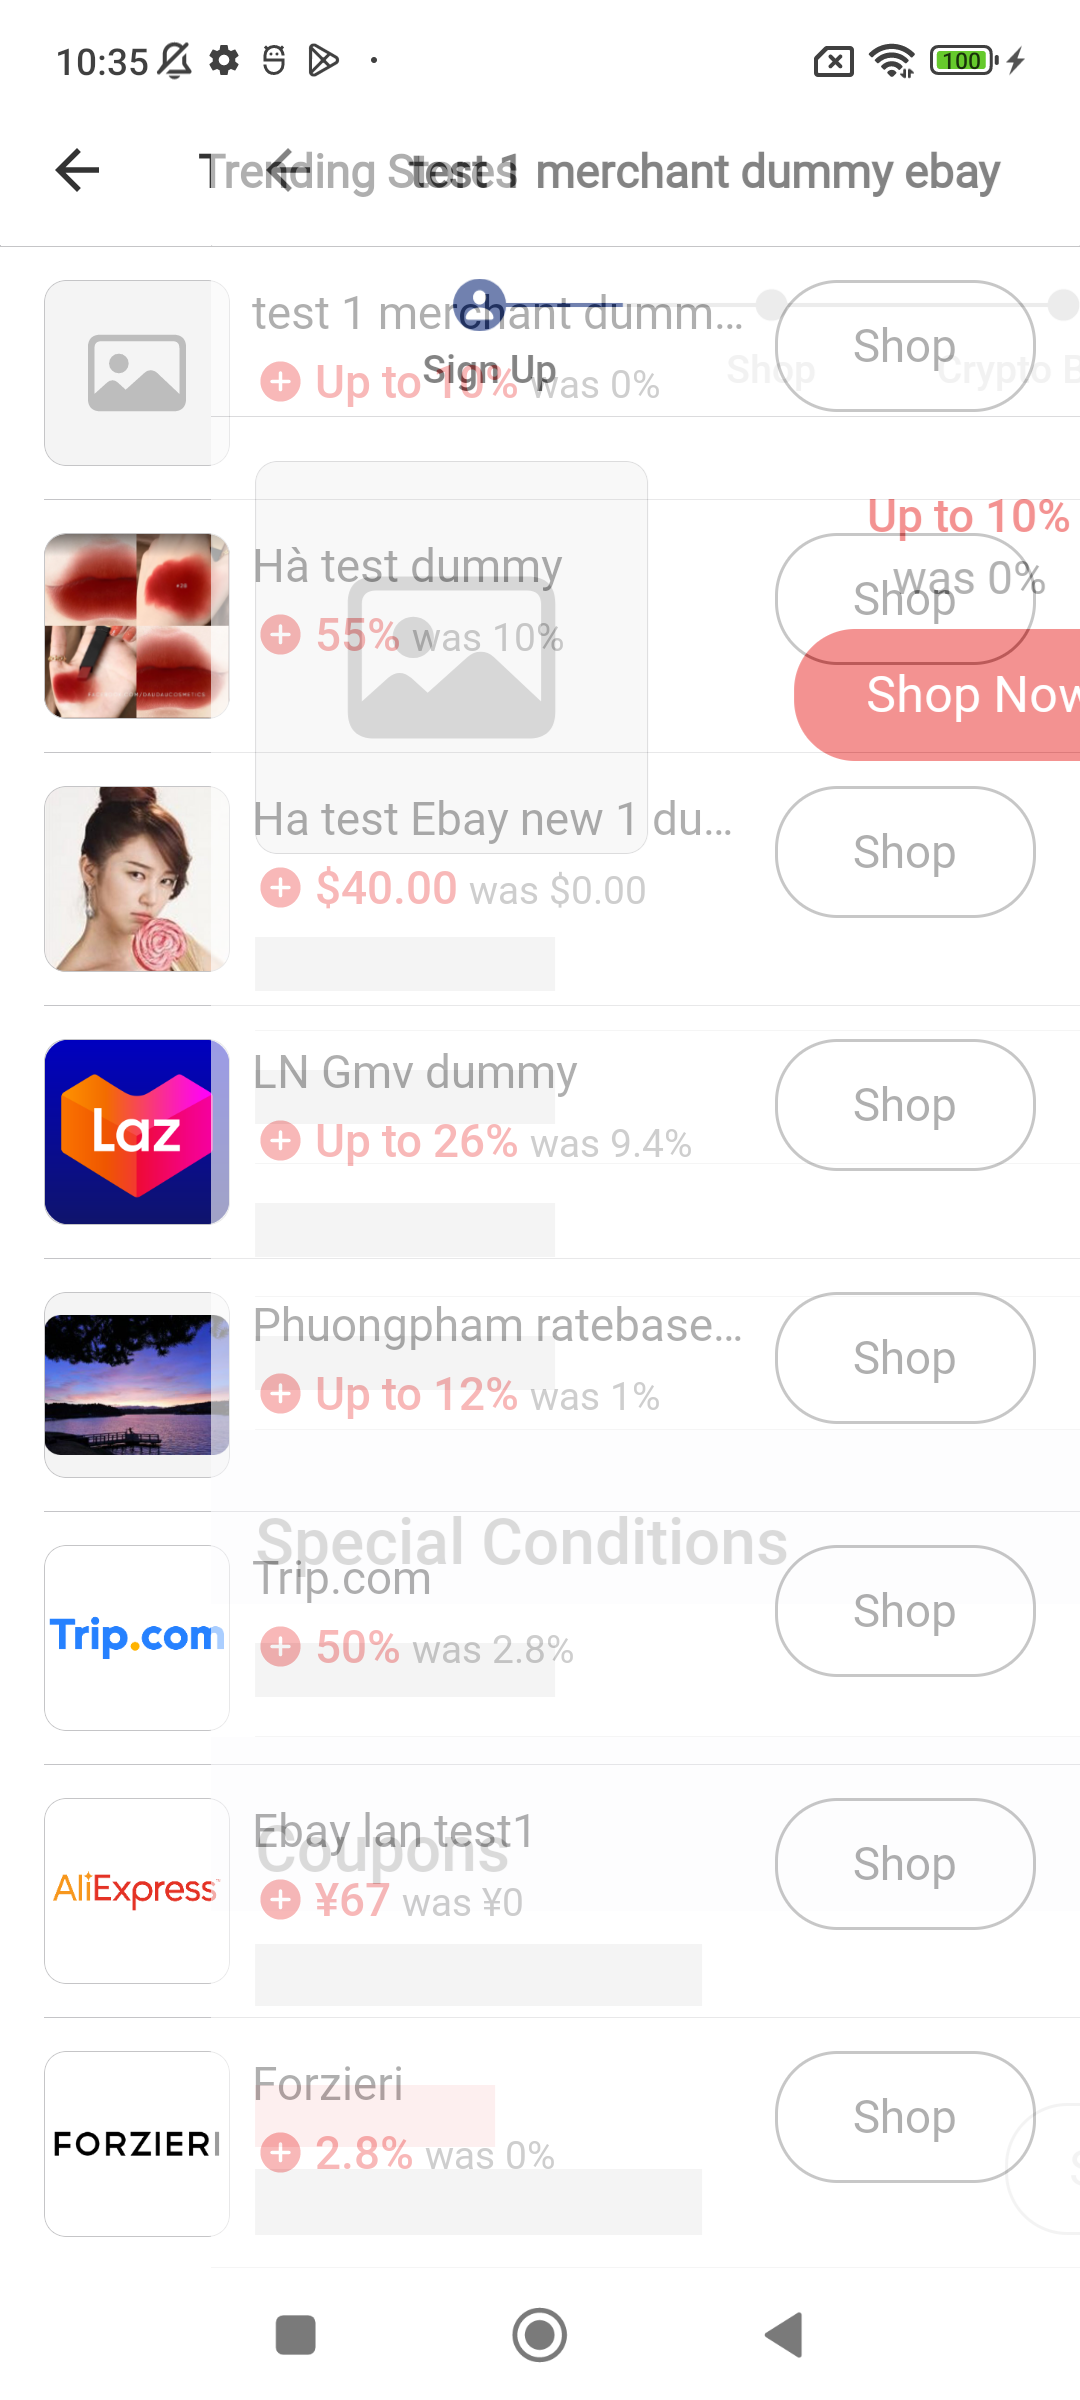 10:35
100
Trending Stores
test 1 merchant dummy ebay
test 1 merchant dumm...
Shop
Up to 10% was 0%
Sign Up
Shop
Crypto B
Up to 10%
was 0%
Shop Now
Hà test dummy
Shop
55% was 10%
Ha test Ebay new 1 du...
Shop
$40.00 was $0.00
Laz
LN Gmv dummy
Shop
Up to 26% was 9.4%
Phuongpham ratebase...
Shop
Up to 12% was 1%
Special Conditions
Trip.com
Trip.com
Shop
50% was 2.8%
Coupons
AliExpress
Ebay lan test1
Shop
¥67 was ¥0
FORZIERI
Forzieri
Shop
2.8% was 0%